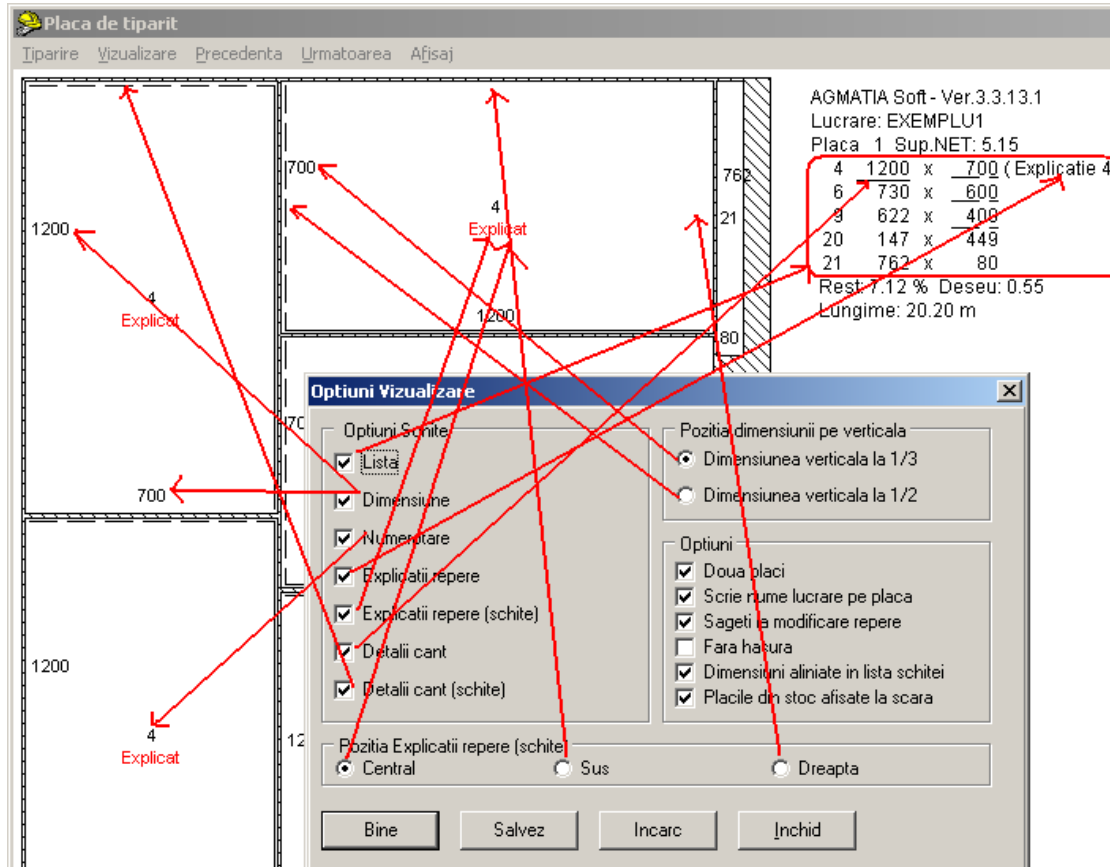 Placa de tiparit
Tiparire Vizualizare Precedenta Urmatoarea Afisaj
AGMATIA Soft - Ver.3.3.13.1
Lucrare: EXEMPLU1
Placa 1 Sup.NET: 5.15
4 1200 x 700 ( Explicatie 4
6 730 x 600
9 622 x 400
20 147 x 449
21 762 x 80
Rest: 7.12 % Deseu: 0.55
Lungime: 20.20 m
1200
4
Explicat
700
700
4
Explicat
1200
762
21
80
70
1200
4
Explicat
12
Optiuni Vizualizare
Optiuni Schite
Lista
Dimensiune
Numerotare
Explicatii repere
Explicatii repere (schite)
Detalii cant
Detalii cant (schite)
Pozitia dimensiunii pe verticala
Dimensiunea verticala la 1/3
Dimensiunea verticala la 1/2
Optiuni
Doua placi
Scrie nume lucrare pe placa
Sageti la modificare repere
Fara hasura
Dimensiuni aliniate in lista schitei
Placile din stoc afisate la scara
Pozitia Explicatii repere (schite)
Central Sus Dreapta
Bine Salvez Incarc Inchid